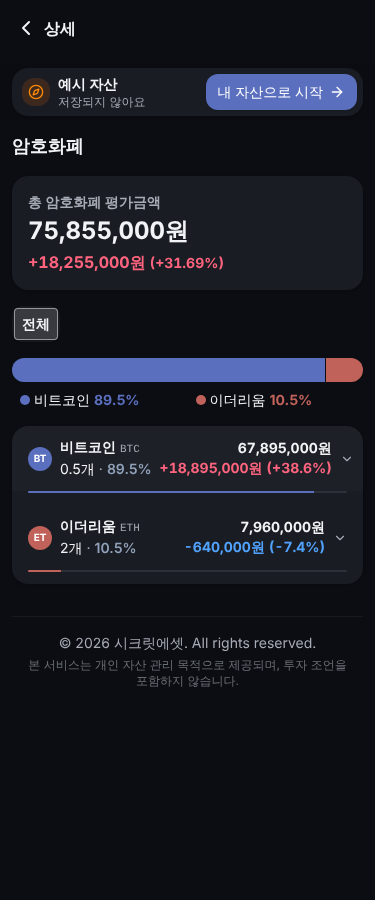 상세
예시 자산
저장되지 않아요
내 자산으로 시작
암호화폐
총 암호화폐 평가금액
75,855,000원
+18,255,000원 (+31.69%)
전체
비트코인 89.5%
이더리움 10.5%
BT
비트코인 BTC
67,895,000원
0.5개 · 89.5%
+18,895,000원 (+38.6%)
ET
이더리움 ETH
7,960,000원
2개 · 10.5%
-640,000원 (-7.4%)
© 2026 시크릿에셋. All rights reserved.
본 서비스는 개인 자산 관리 목적으로 제공되며, 투자 조언을
포함하지 않습니다.